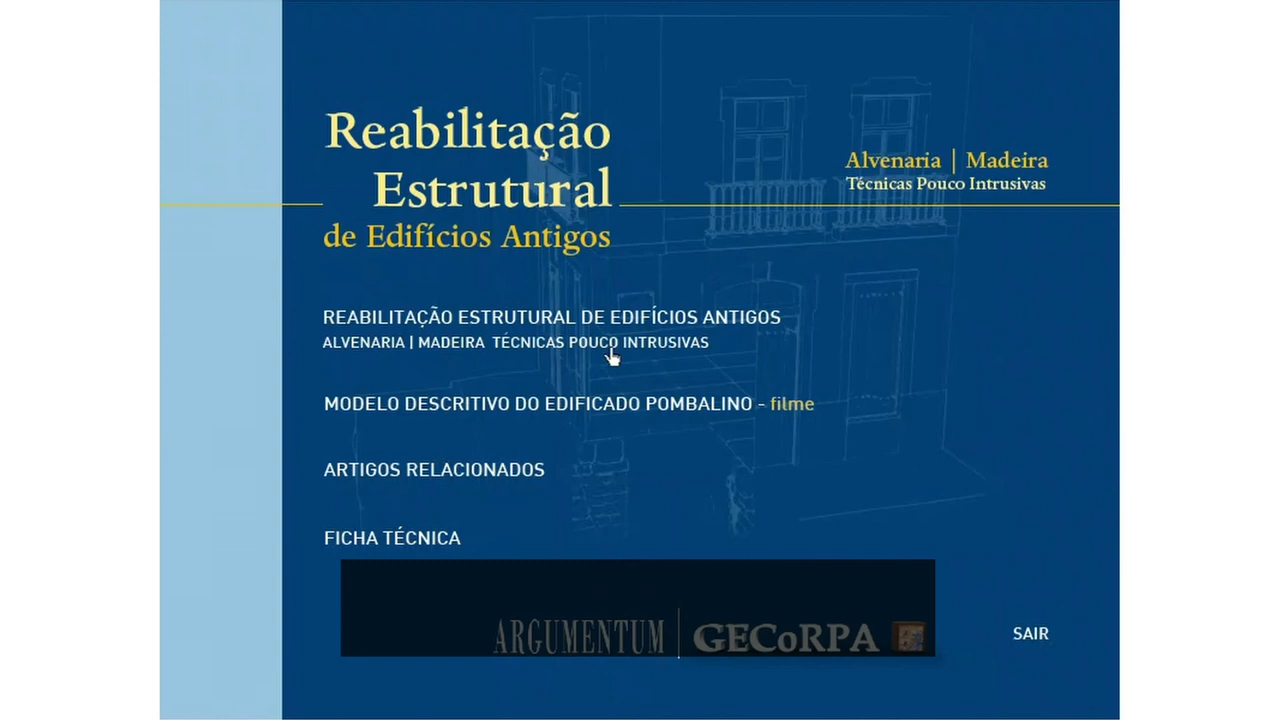 Reabilitação
Estrutural
de Edifícios Antigos
Alvenaria | Madeira
Técnicas Pouco Intrusivas
REABILITAÇÃO ESTRUTURAL DE EDIFÍCIOS ANTIGOS
ALVENARIA | MADEIRA TÉCNICAS POUCO INTRUSIVAS
MODELO DESCRITIVO DO EDIFICADO POMBALINO - filme
ARTIGOS RELACIONADOS
FICHA TÉCNICA
ARGUMENTUM | GECoRPA
SAIR